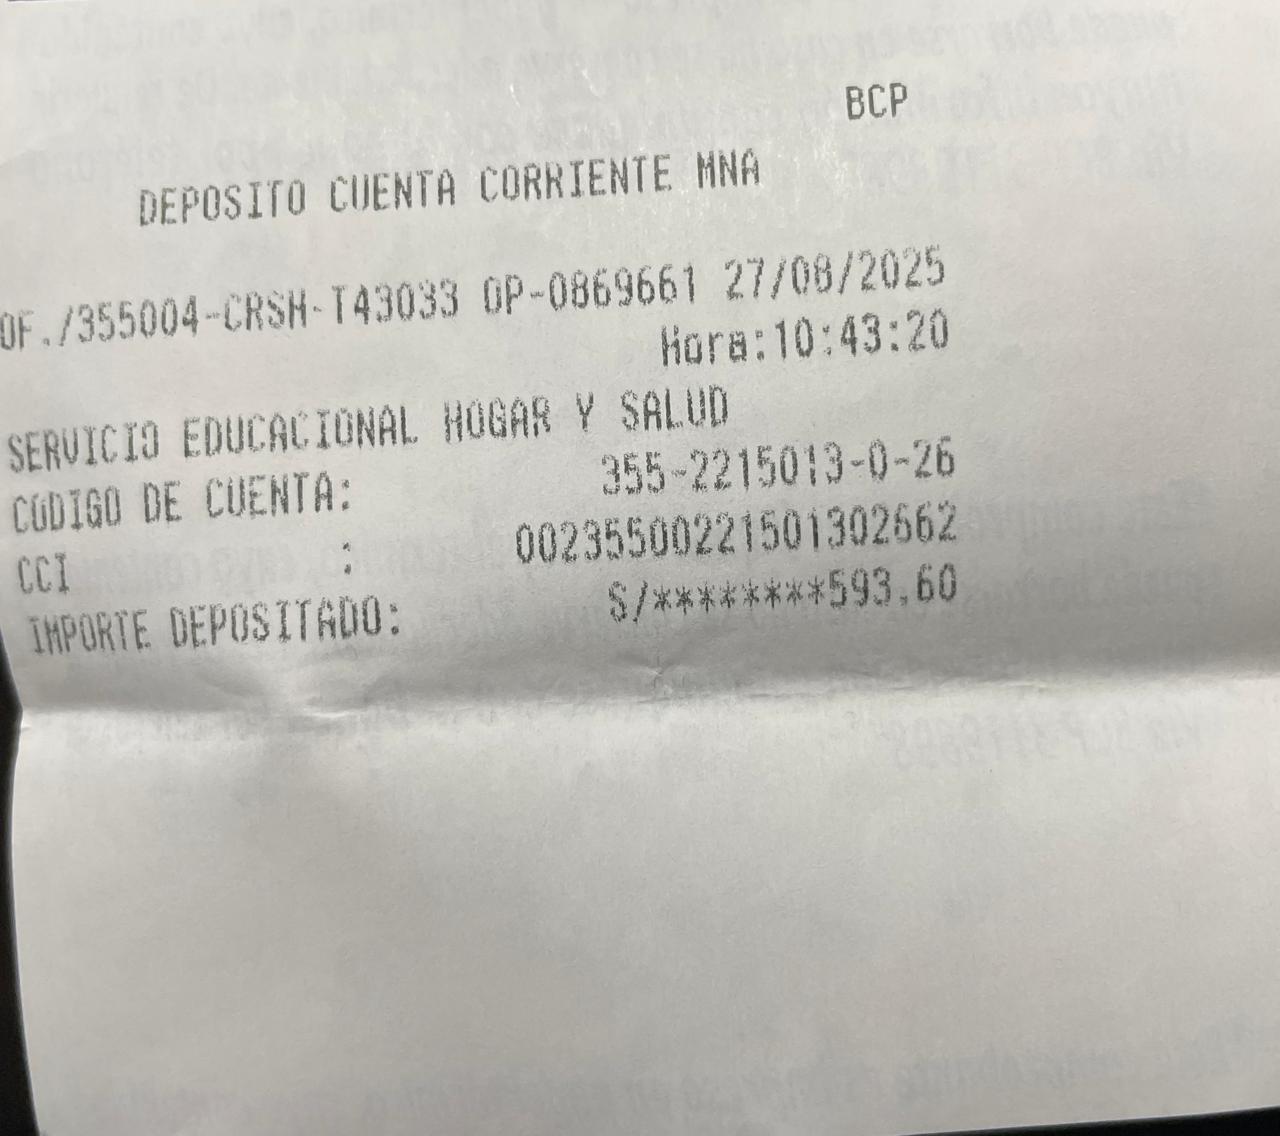 BCP
DEPOSITO CUENTA CORRIENTE MNA
OF./355004-CRSH-T43033 OP-0869661 27/08/2025
Hora:10:43:20
SERVICIO EDUCACIONAL HOGAR Y SALUD
CODIGO DE CUENTA: 355-2215013-0-26
CCI : 00235500221501302662
IMPORTE DEPOSITADO: S/********593.60